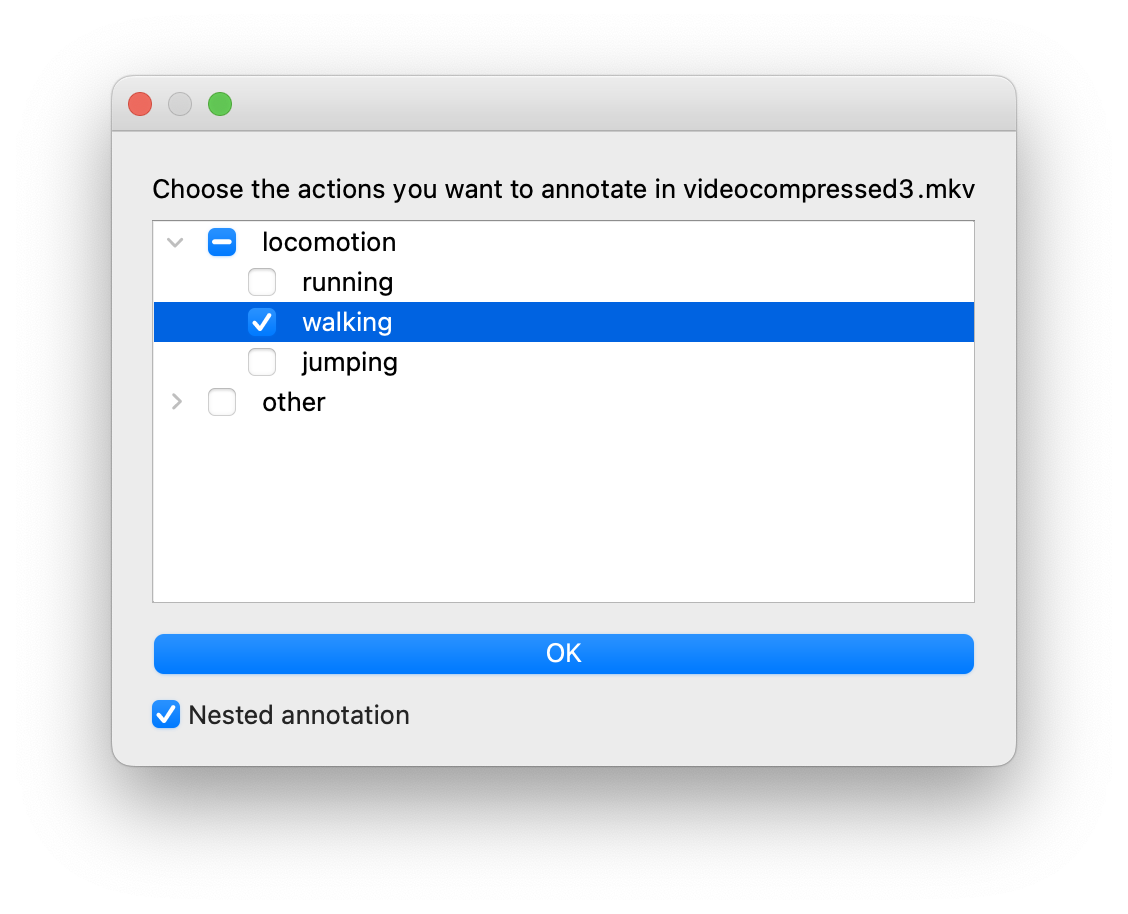 Choose the actions you want to annotate in videocompressed3.mkv
locomotion
running
walking
jumping
other
OK
Nested annotation